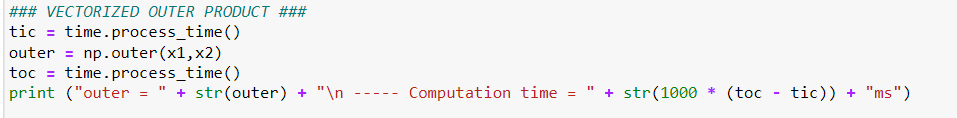 ### VECTORIZED OUTER PRODUCT ###
tic = time.process_time()
outer = np.outer(x1,x2)
toc = time.process_time()
print ("outer = " + str(outer) + "\n ----- Computation time = " + str(1000 * (toc - tic)) + "ms")